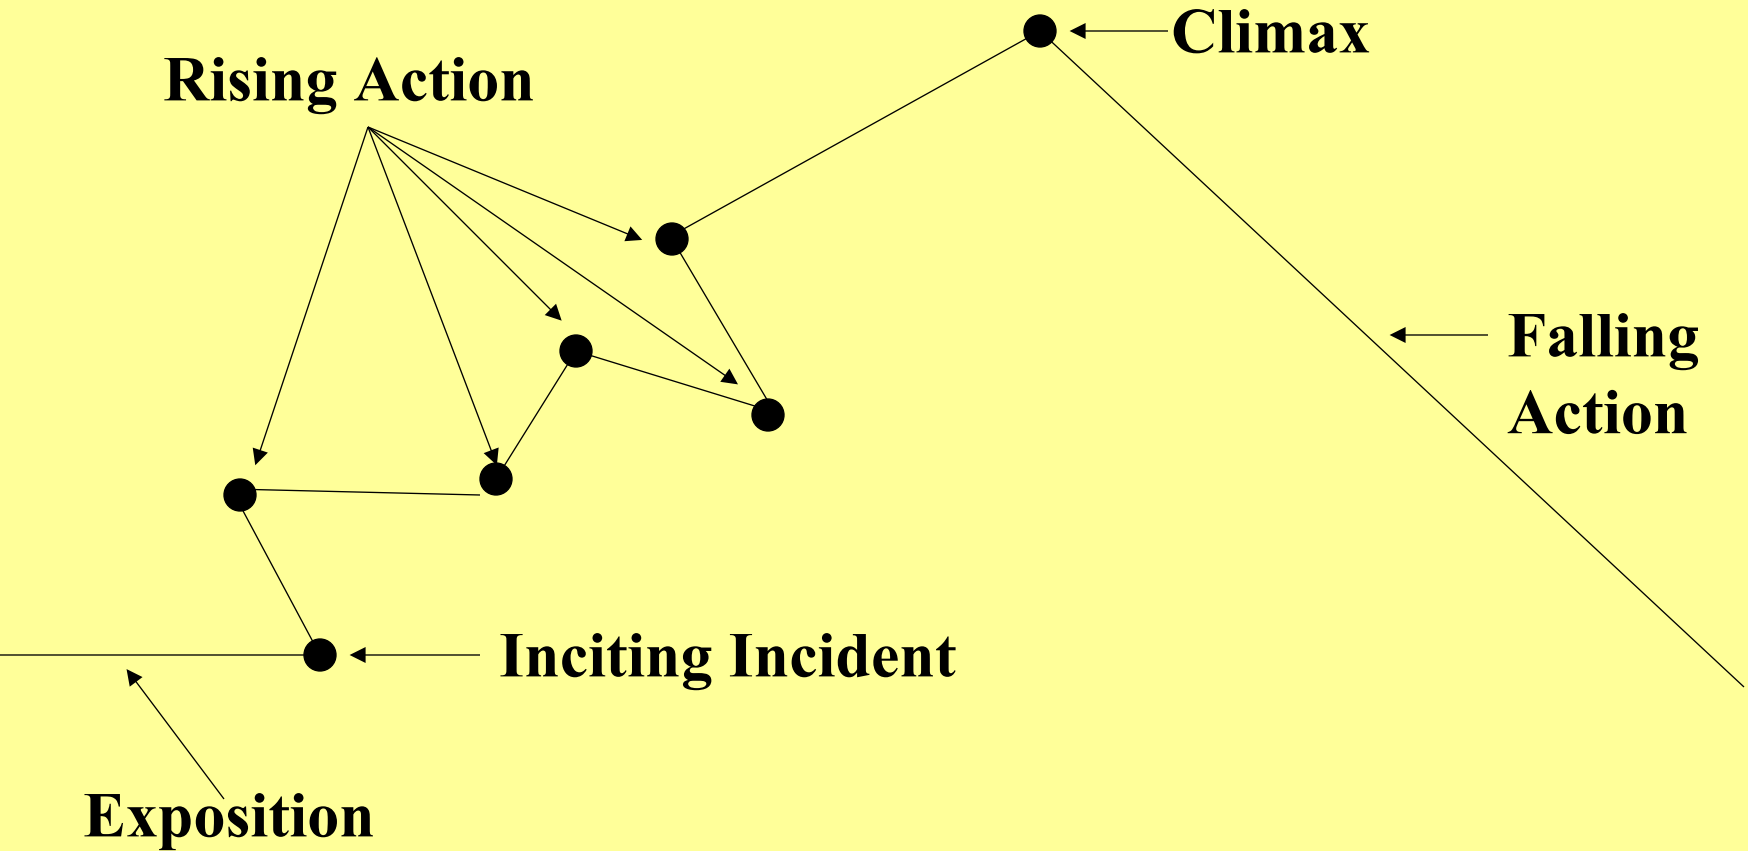 Climax
Rising Action
Falling
Action
Inciting Incident
Exposition